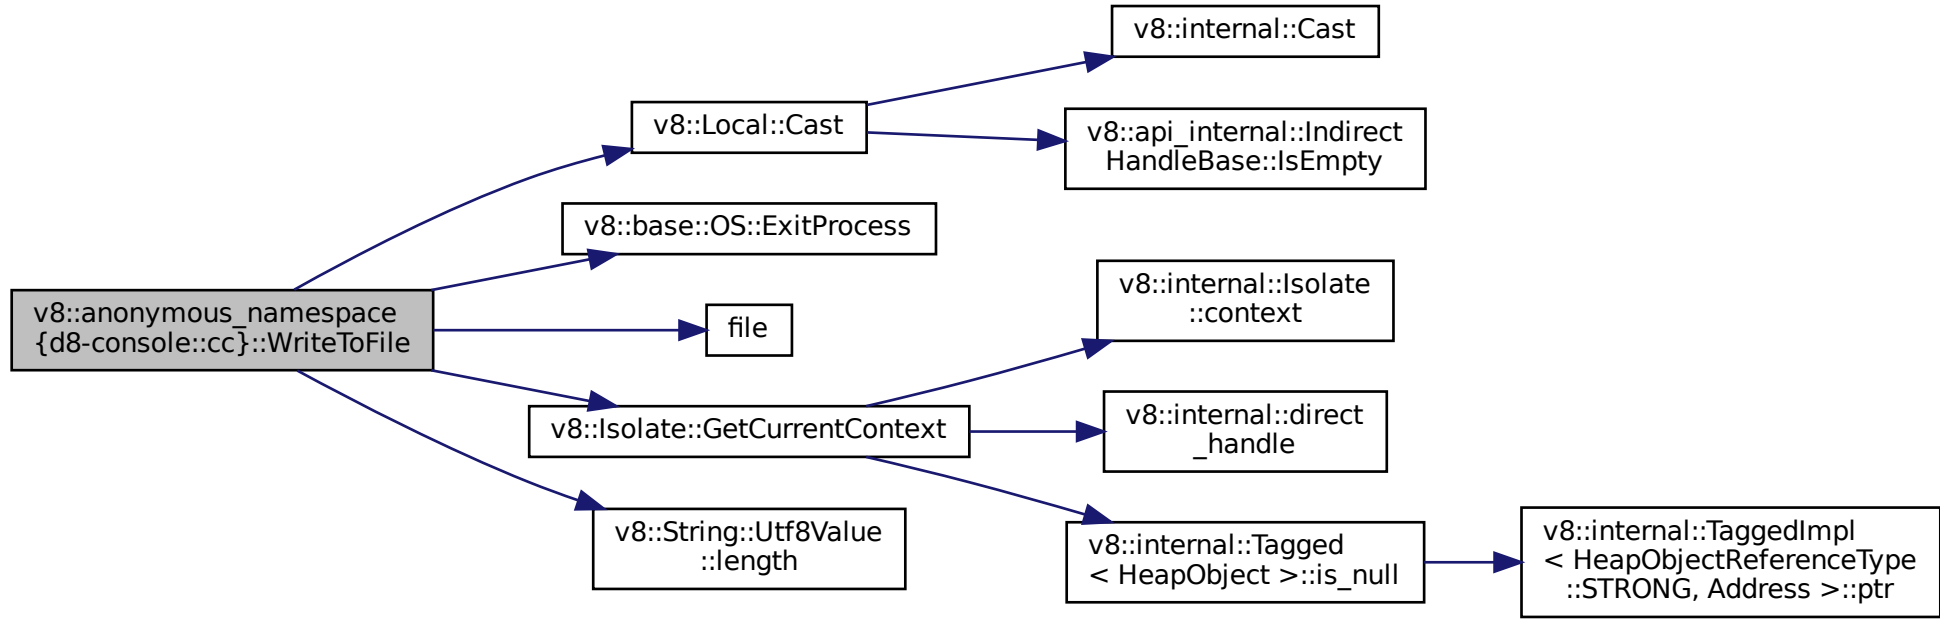 v8::internal::Cast
v8::Local::Cast
v8::api_internal::Indirect
HandleBase::IsEmpty
v8::base::OS::ExitProcess
v8::anonymous_namespace
{d8-console::cc}::WriteToFile
file
v8::internal::Isolate
::context
v8::Isolate::GetCurrentContext
v8::internal::direct
_handle
v8::String::Utf8Value
::length
v8::internal::Tagged
< HeapObject >::is_null
v8::internal::TaggedImpl
< HeapObjectReferenceType
::STRONG, Address >::ptr